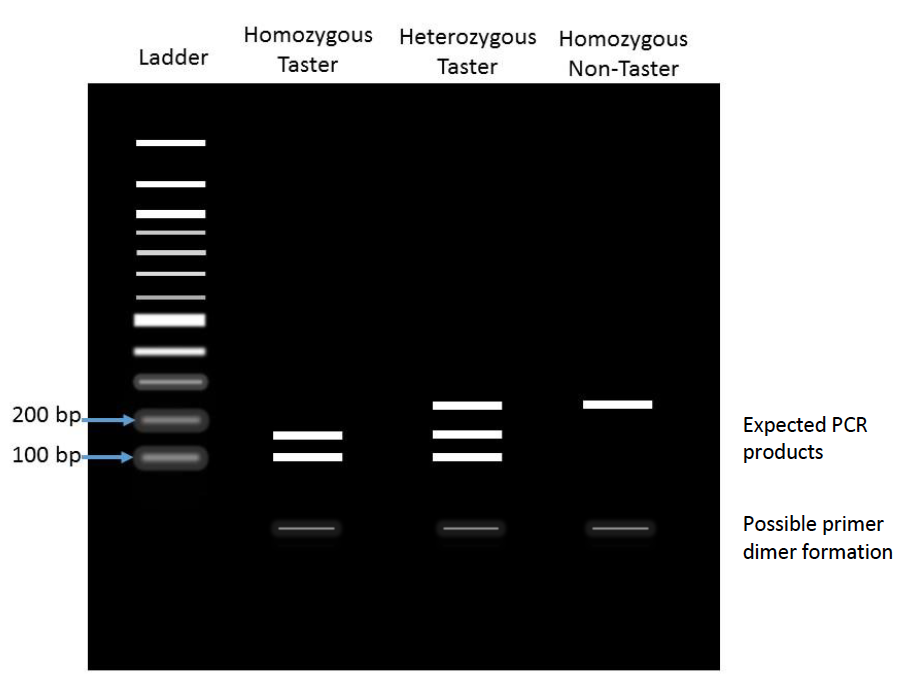 Ladder
Homozygous
Taster
Heterozygous
Taster
Homozygous
Non-Taster
200 bp
100 bp
Expected PCR
products
Possible primer
dimer formation